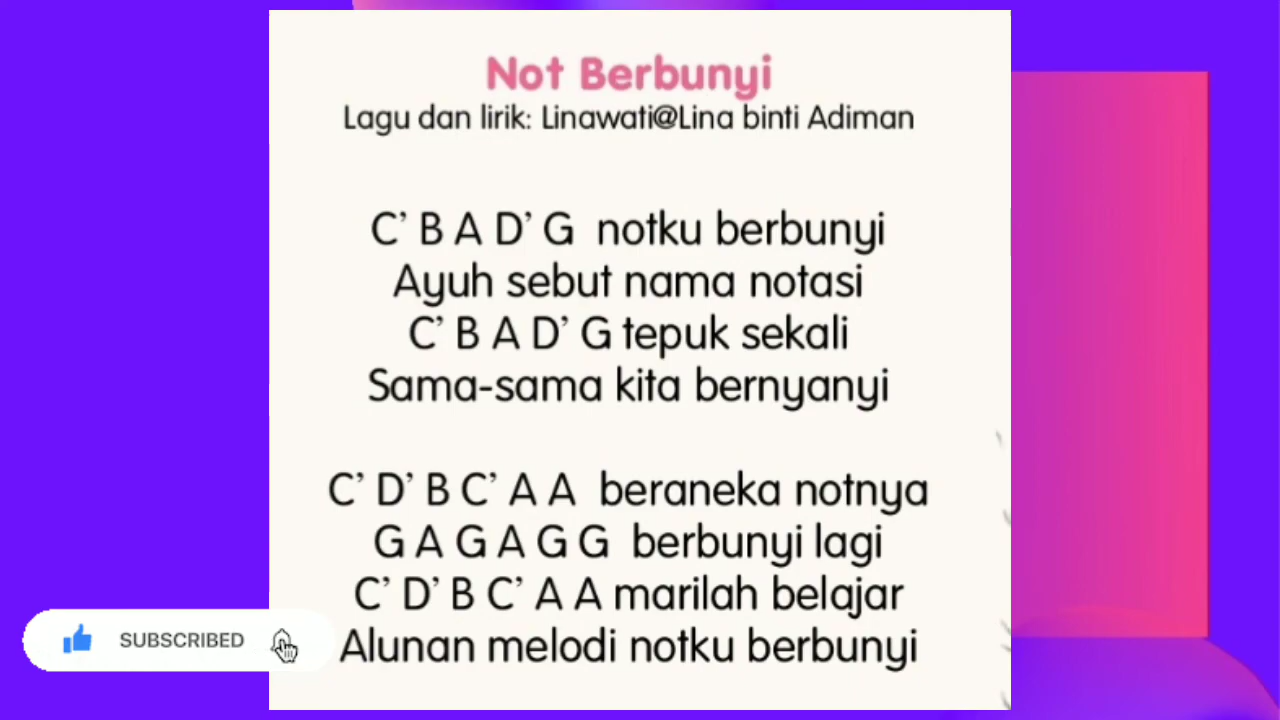 Not Berbunyi
Lagu dan lirik: Linawati@Lina binti Adiman
C’ B A D’ G notku berbunyi
Ayuh sebut nama notasi
C’ B A D’ G tepuk sekali
Sama-sama kita bernyanyi
C’ D’ B C’ A A beraneka notnya
G A G A G G berbunyi lagi
C’ D’ B C’ A A marilah belajar
Alunan melodi notku berbunyi
SUBSCRIBED